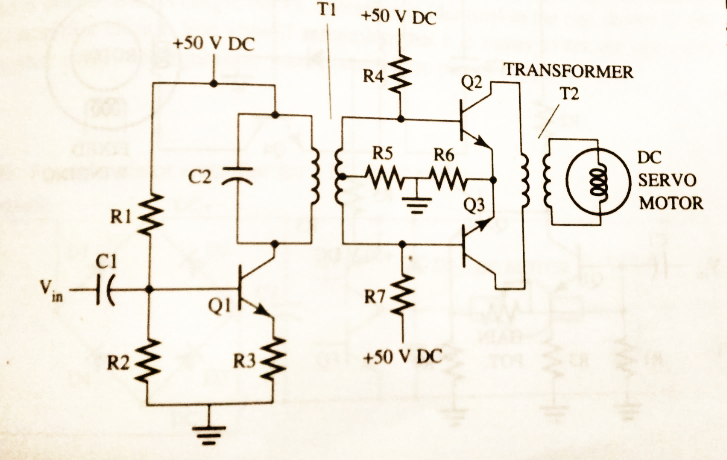 T1
+50 V DC
+50 V DC
R4
Q2
TRANSFORMER
T2
C2
R5
R6
DC
SERVO
MOTOR
R1
Q3
C1
Vin
Q1
R7
R2
R3
+50 V DC